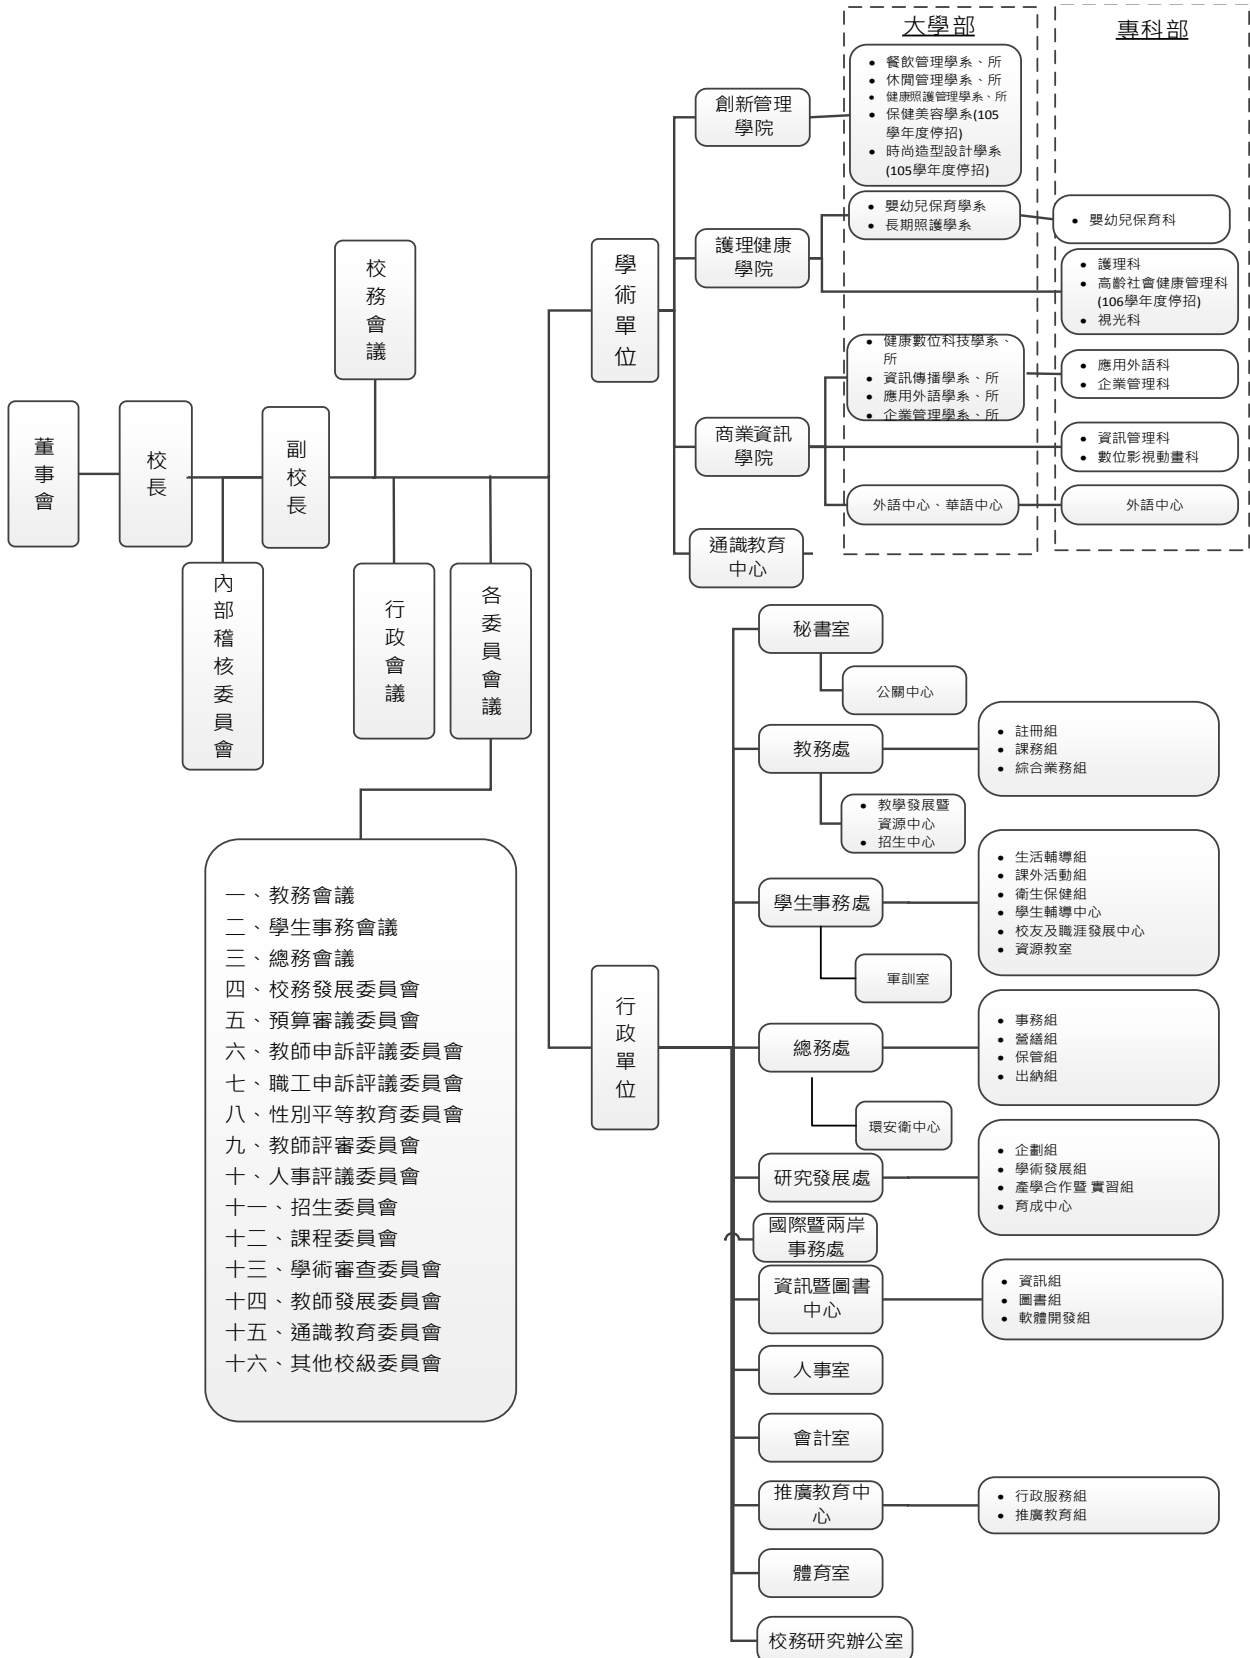 大學部
專科部
創新管理
學院
• 餐飲管理學系、所
• 休閒管理學系、所
• 健康照護管理學系、所
• 保健美容學系(105
學年度停招)
• 時尚造型設計學系
(105學年度停招)
護理健康
學院
• 嬰幼兒保育學系
• 長期照護學系
• 嬰幼兒保育科
• 護理科
• 高齡社會健康管理科
(106學年度停招)
• 視光科
商業資訊
學院
• 健康數位科技學系、
所
• 資訊傳播學系、所
• 應用外語學系、所
• 企業管理學系、所
• 應用外語科
• 企業管理科
• 資訊管理科
• 數位影視動畫科
外語中心、華語中心
外語中心
通識教育
中心
學術單位
校務會議
董事會
校長
副校長
內部稽核委員會
行政會議
各委員會議
一、教務會議
二、學生事務會議
三、總務會議
四、校務發展委員會
五、預算審議委員會
六、教師申訴評議委員會
七、職工申訴評議委員會
八、性別平等教育委員會
九、教師評審委員會
十、人事評議委員會
十一、招生委員會
十二、課程委員會
十三、學術審查委員會
十四、教師發展委員會
十五、通識教育委員會
十六、其他校級委員會
行政單位
秘書室
公關中心
教務處
• 註冊組
• 課務組
• 綜合業務組
• 教學發展暨
資源中心
• 招生中心
學生事務處
• 生活輔導組
• 課外活動組
• 衛生保健組
• 學生輔導中心
• 校友及職涯發展中心
• 資源教室
軍訓室
總務處
• 事務組
• 營繕組
• 保管組
• 出納組
環安衛中心
研究發展處
• 企劃組
• 學術發展組
• 產學合作暨 實習組
• 育成中心
國際暨兩岸
事務處
資訊暨圖書
中心
• 資訊組
• 圖書組
• 軟體開發組
人事室
會計室
推廣教育中
心
• 行政服務組
• 推廣教育組
體育室
校務研究辦公室